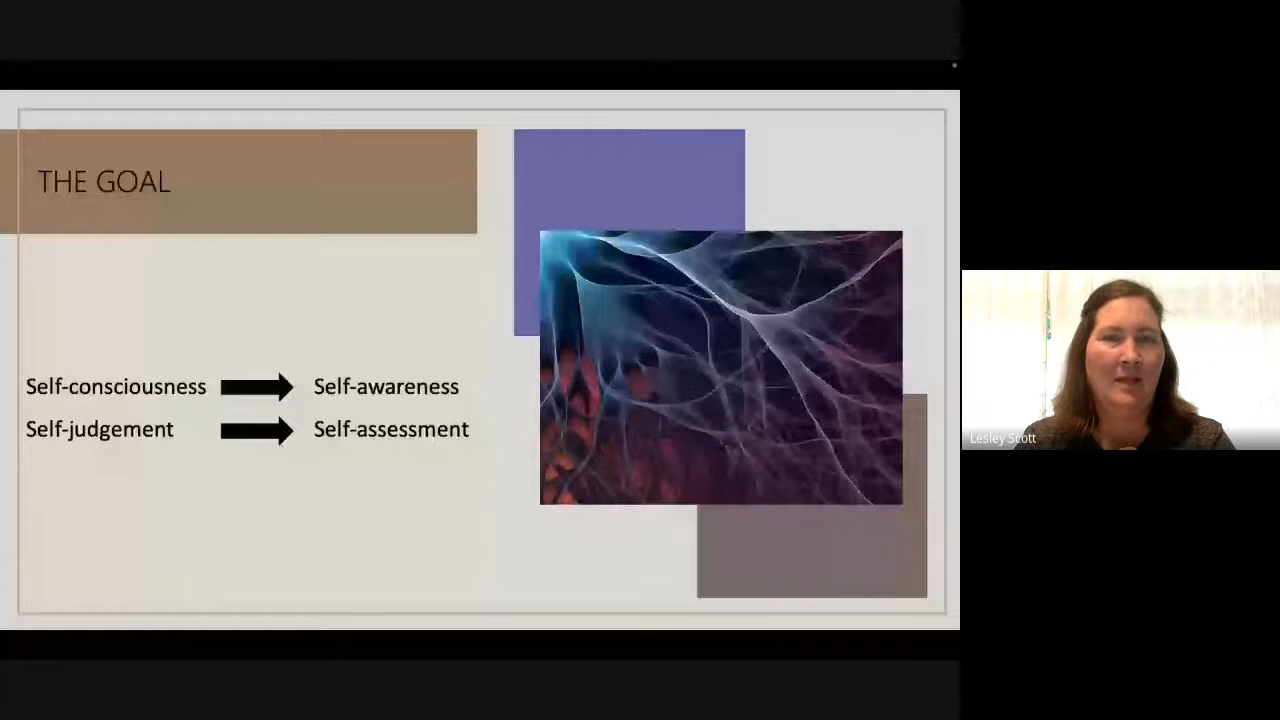 THE GOAL
Self-consciousness Self-awareness
Self-judgement Self-assessment
Lesley Scott